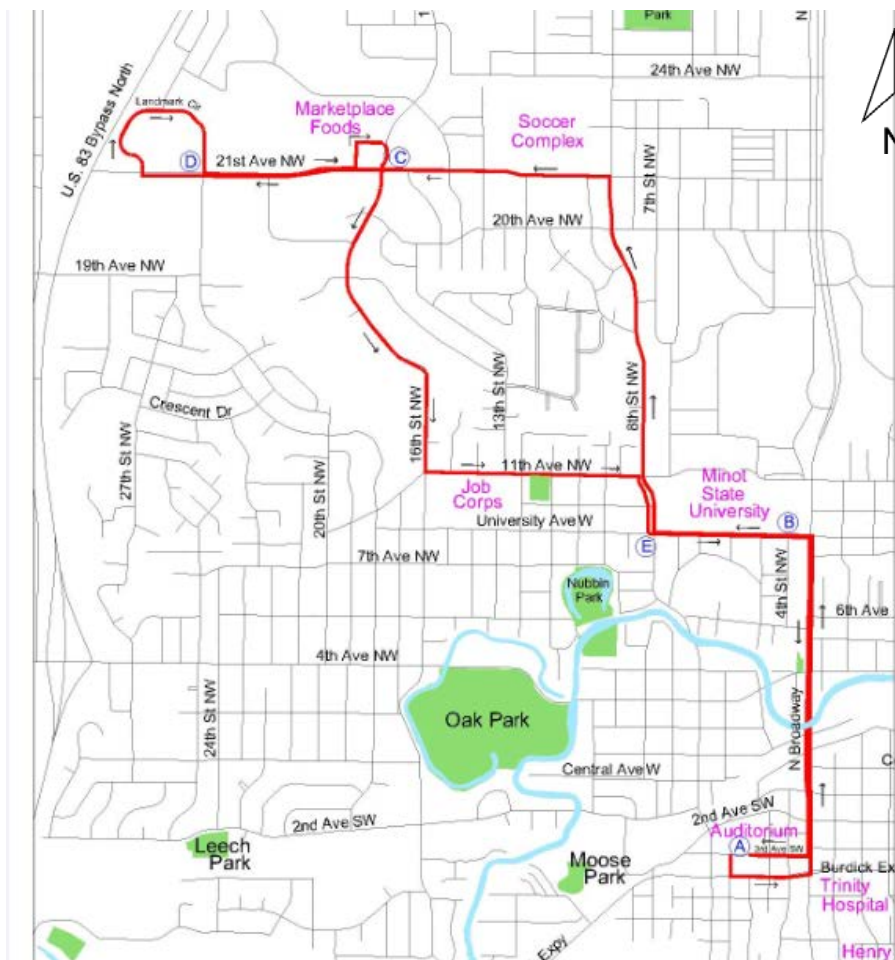 Park
N
24th Ave NW
U.S. 83 Bypass North
Landmark Cir
Marketplace
Foods
Soccer
Complex
N
D
21st Ave NW
C
7th St NW
20th Ave NW
19th Ave NW
Crescent Dr
27th St NW
20th St NW
16th St NW
13th St NW
8th St NW
11th Ave NW
Job
Corps
Minot
State
University
University Ave W
B
E
7th Ave NW
4th St NW
Nubbin
Park
6th Ave
4th Ave NW
24th St NW
Oak Park
N Broadway
Central Ave W
C
2nd Ave SW
2nd Ave SW
Auditorium
A
3rd Ave SW
Leech
Park
Moose
Park
Burdick Ex
Trinity
Hospital
Expy
Henry